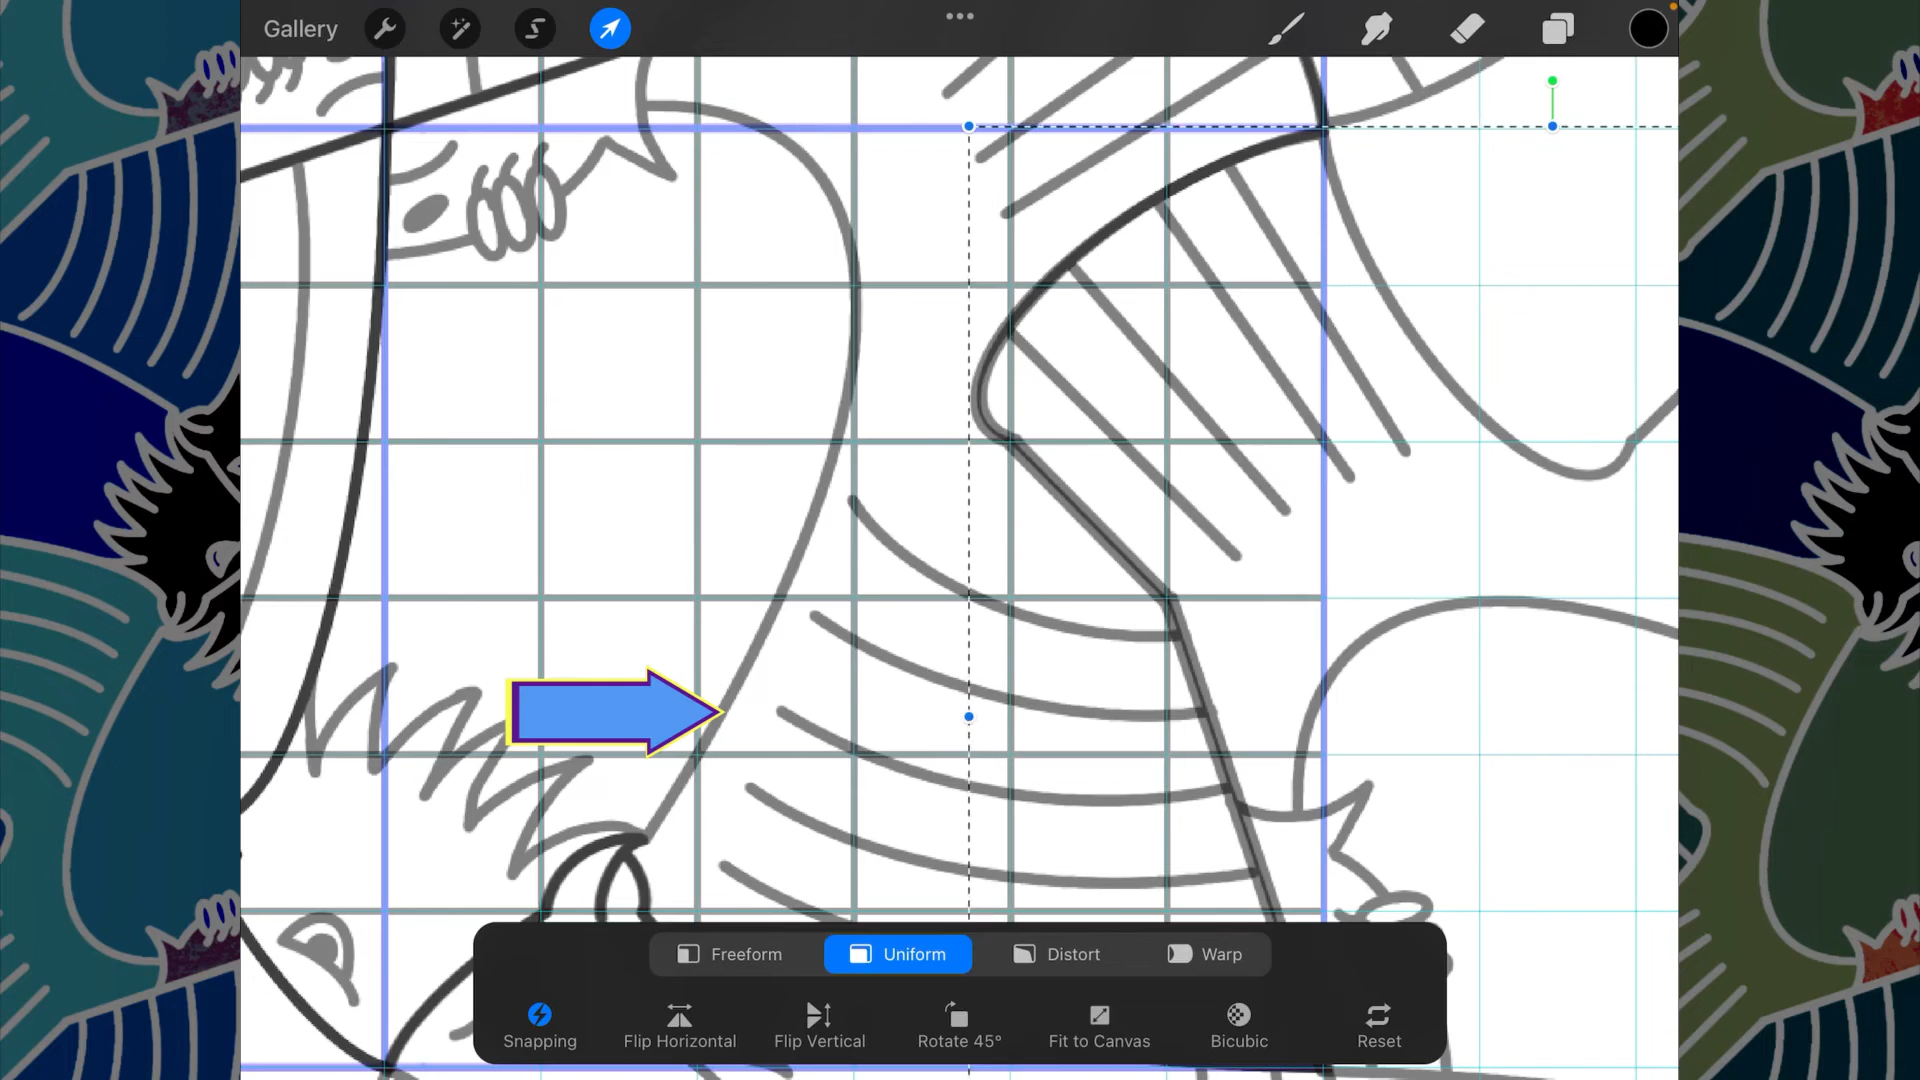 Gallery
Freeform
Uniform
Distort
Warp
Snapping
Flip Horizontal
Flip Vertical
Rotate 45°
Fit to Canvas
Bicubic
Reset